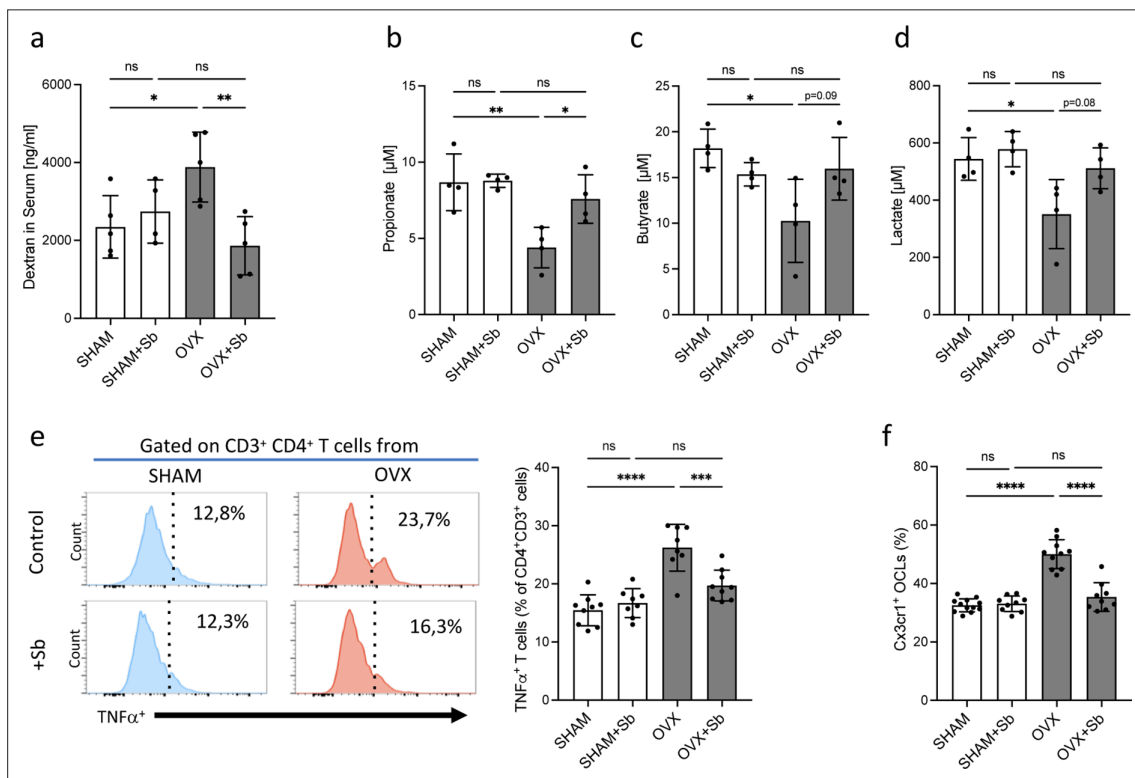 a
Dextran in Serum [ng/ml]
6000
4000
2000
0
ns
ns
*
**
SHAM
SHAM+Sb
OVX
OVX+Sb
b
Propionate [µM]
15
10
5
0
ns
ns
**
*
SHAM
SHAM+Sb
OVX
OVX+Sb
c
Butyrate [µM]
25
20
15
10
5
0
ns
ns
*
p=0.09
SHAM
SHAM+Sb
OVX
OVX+Sb
d
Lactate [µM]
800
600
400
200
0
ns
ns
*
p=0.08
SHAM
SHAM+Sb
OVX
OVX+Sb
e
Gated on CD3⁺ CD4⁺ T cells from
SHAM
OVX
Control
Count
12,8%
23,7%
+Sb
Count
12,3%
16,3%
TNFα⁺
TNFα⁺ T cells (% of CD4⁺CD3⁺ cells)
40
30
20
10
0
ns
ns
****
***
SHAM
SHAM+Sb
OVX
OVX+Sb
f
Cx3cr1⁺ OCLs (%)
80
60
40
20
0
ns
ns
****
****
SHAM
SHAM+Sb
OVX
OVX+Sb